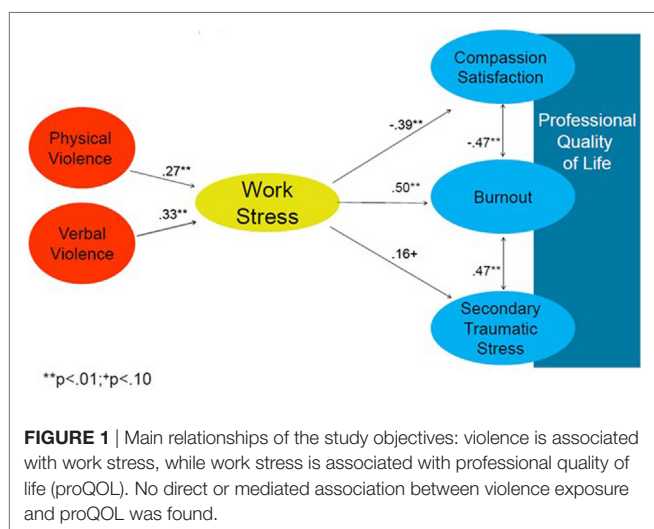 Compassion
Satisfaction
Professional
Quality
of Life
Physical
Violence
-.39**
-.47**
.27**
Work
Stress
.50**
Burnout
.33**
Verbal
Violence
.16+
.47**
Secondary
Traumatic
Stress
**p<.01;+p<.10
FIGURE 1 | Main relationships of the study objectives: violence is associated
with work stress, while work stress is associated with professional quality of
life (proQOL). No direct or mediated association between violence exposure
and proQOL was found.